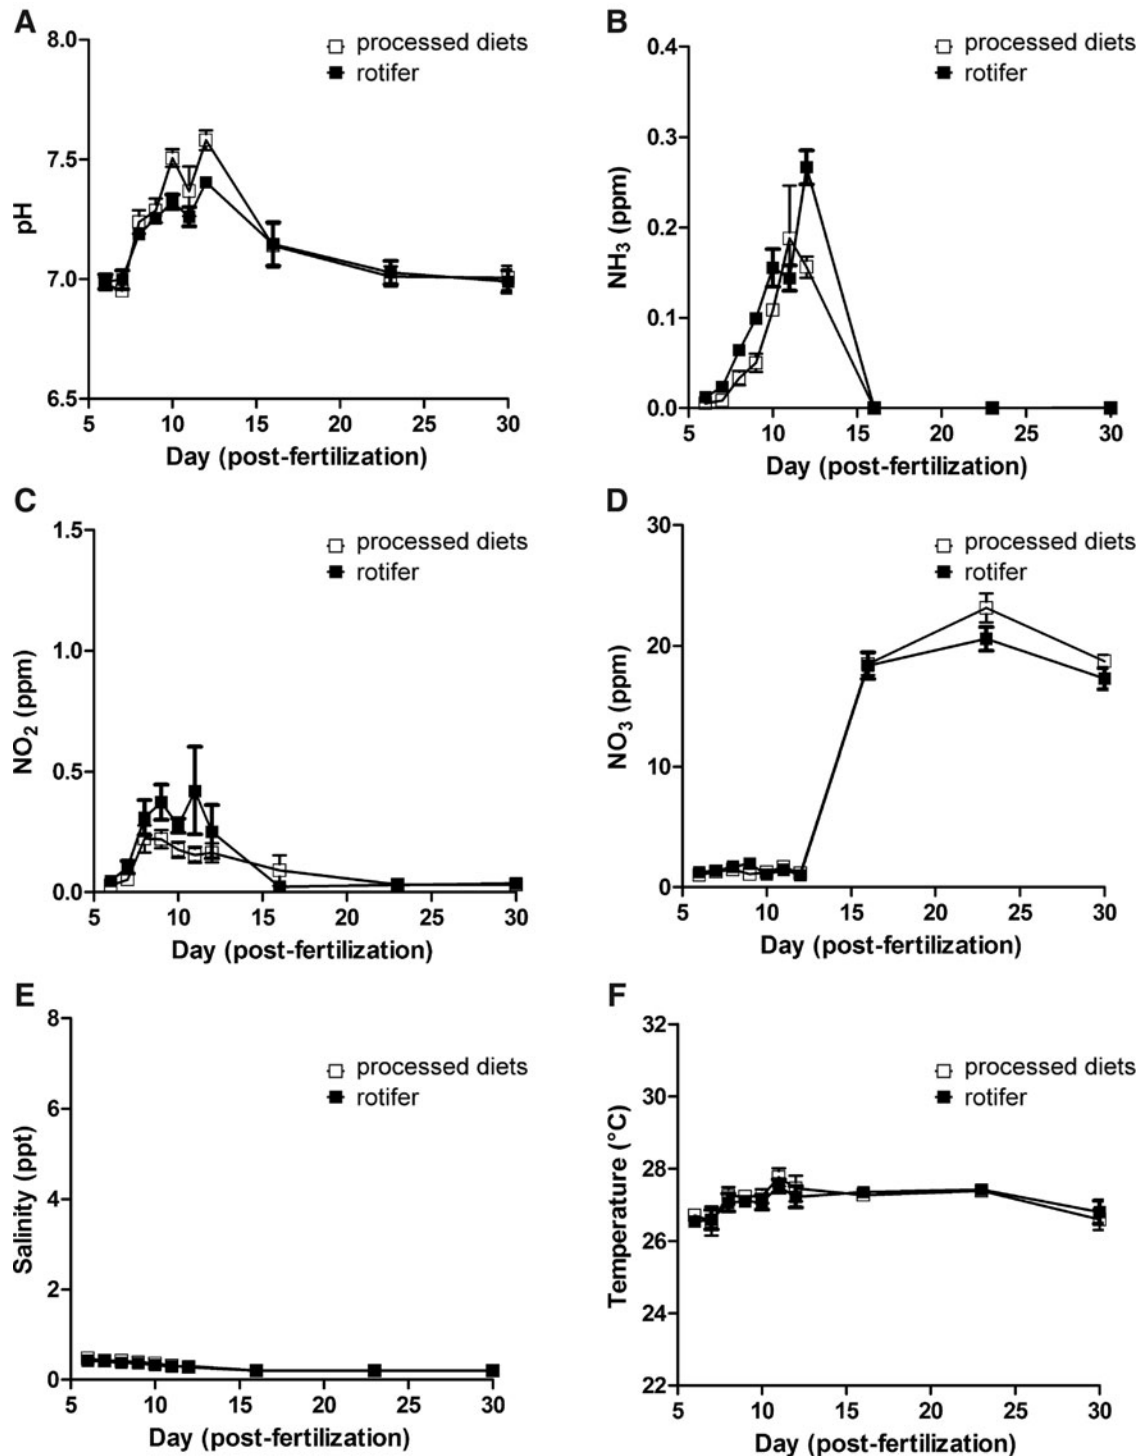 A
8.0
7.5
7.0
6.5
pH
processed diets
rotifer
5 10 15 20 25 30
Day (post-fertilization)
B
0.4
0.3
0.2
0.1
0.0
NH3 (ppm)
processed diets
rotifer
5 10 15 20 25 30
Day (post-fertilization)
C
1.5
1.0
0.5
0.0
NO2 (ppm)
processed diets
rotifer
5 10 15 20 25 30
Day (post-fertilization)
D
30
20
10
0
NO3 (ppm)
processed diets
rotifer
5 10 15 20 25 30
Day (post-fertilization)
E
8
6
4
2
0
Salinity (ppt)
processed diets
rotifer
5 10 15 20 25 30
Day (post-fertilization)
F
32
30
28
26
24
22
Temperature (°C)
processed diets
rotifer
5 10 15 20 25 30
Day (post-fertilization)